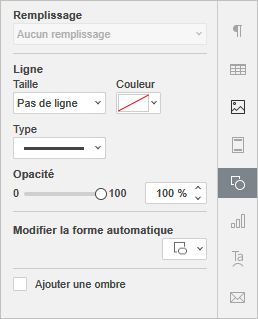 Remplissage
Aucun remplissage
Ligne
Taille Couleur
Pas de ligne
Type
Opacité
0 100 100 %
Modifier la forme automatique
Ajouter une ombre
Ta